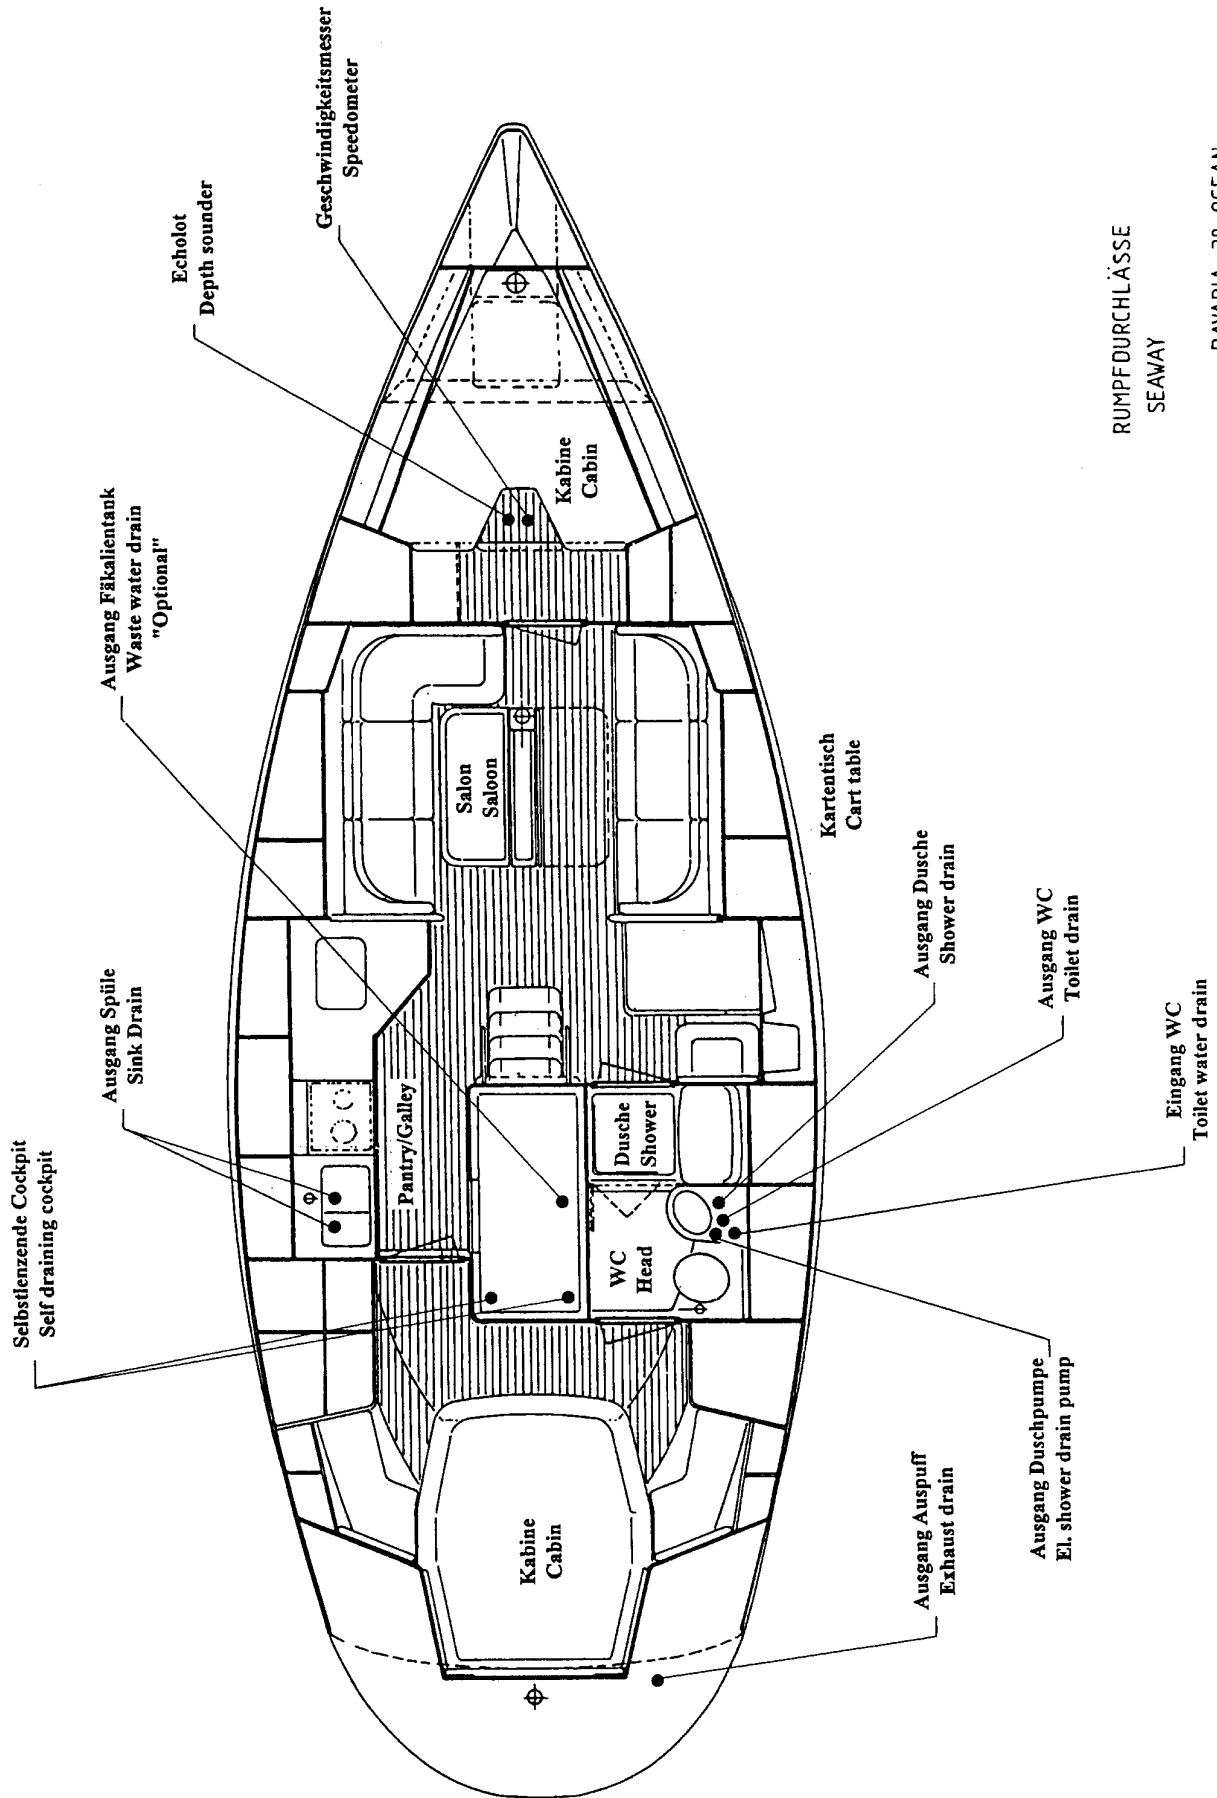 Selbstlenzende Cockpit
Self draining cockpit
Ausgang Spüle
Sink Drain
Ausgang Fäkalientank
Waste water drain
"Optional"
Echolot
Depth sounder
Geschwindigkeitsmesser
Speedometer
Kabine
Cabin
Salon
Saloon
Pantry/Galley
Dusche
Shower
WC
Head
Kabine
Cabin
Kartentisch
Cart table
Ausgang Dusche
Shower drain
Ausgang WC
Toilet drain
Eingang WC
Toilet water drain
Ausgang Duschpumpe
El. shower drain pump
Ausgang Auspuff
Exhaust drain
RUMPFDURCHLÄSSE
SEAWAY